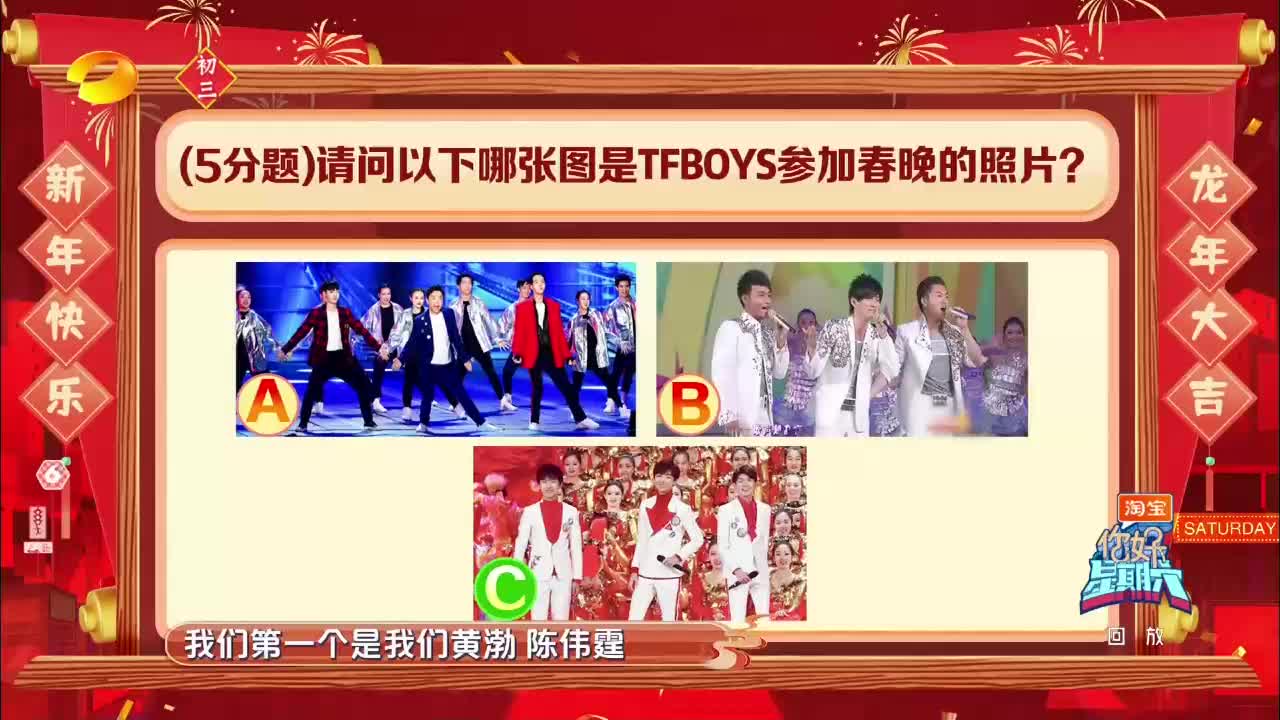 初三
(5分题)请问以下哪张图是TFBOYS参加春晚的照片?
新年快乐
龙年大吉
A
B
C
6
淘宝
你好
星期六
SATURDAY
回放
我们第一个是我们黄渤 陈伟霆